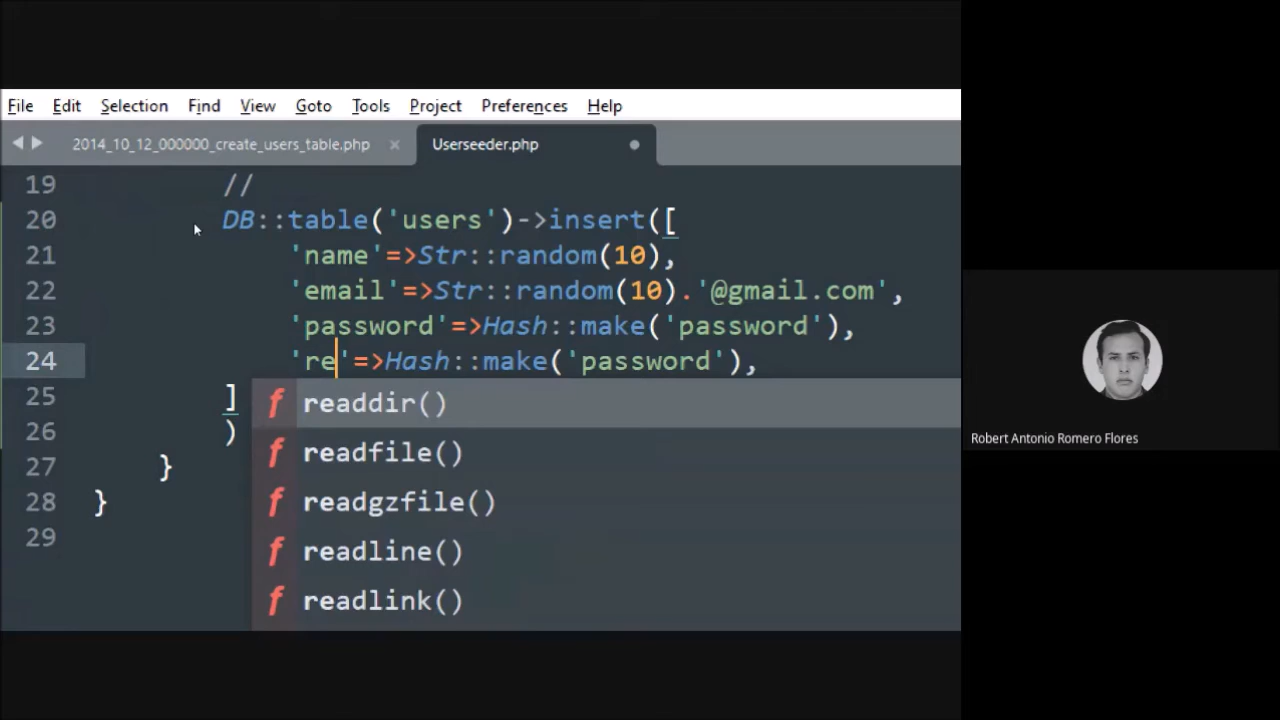 File Edit Selection Find View Goto Tools Project Preferences Help
2014_10_12_000000_create_users_table.php × Userseeder.php
19 //
20 DB::table('users')->insert([
21 'name'=>Str::random(10),
22 'email'=>Str::random(10).'@gmail.com',
23 'password'=>Hash::make('password'),
24 're'=>Hash::make('password'),
25 ]
26 )
27 }
28 }
29
f readdir()
f readfile()
f readgzfile()
f readline()
f readlink()
Robert Antonio Romero Flores